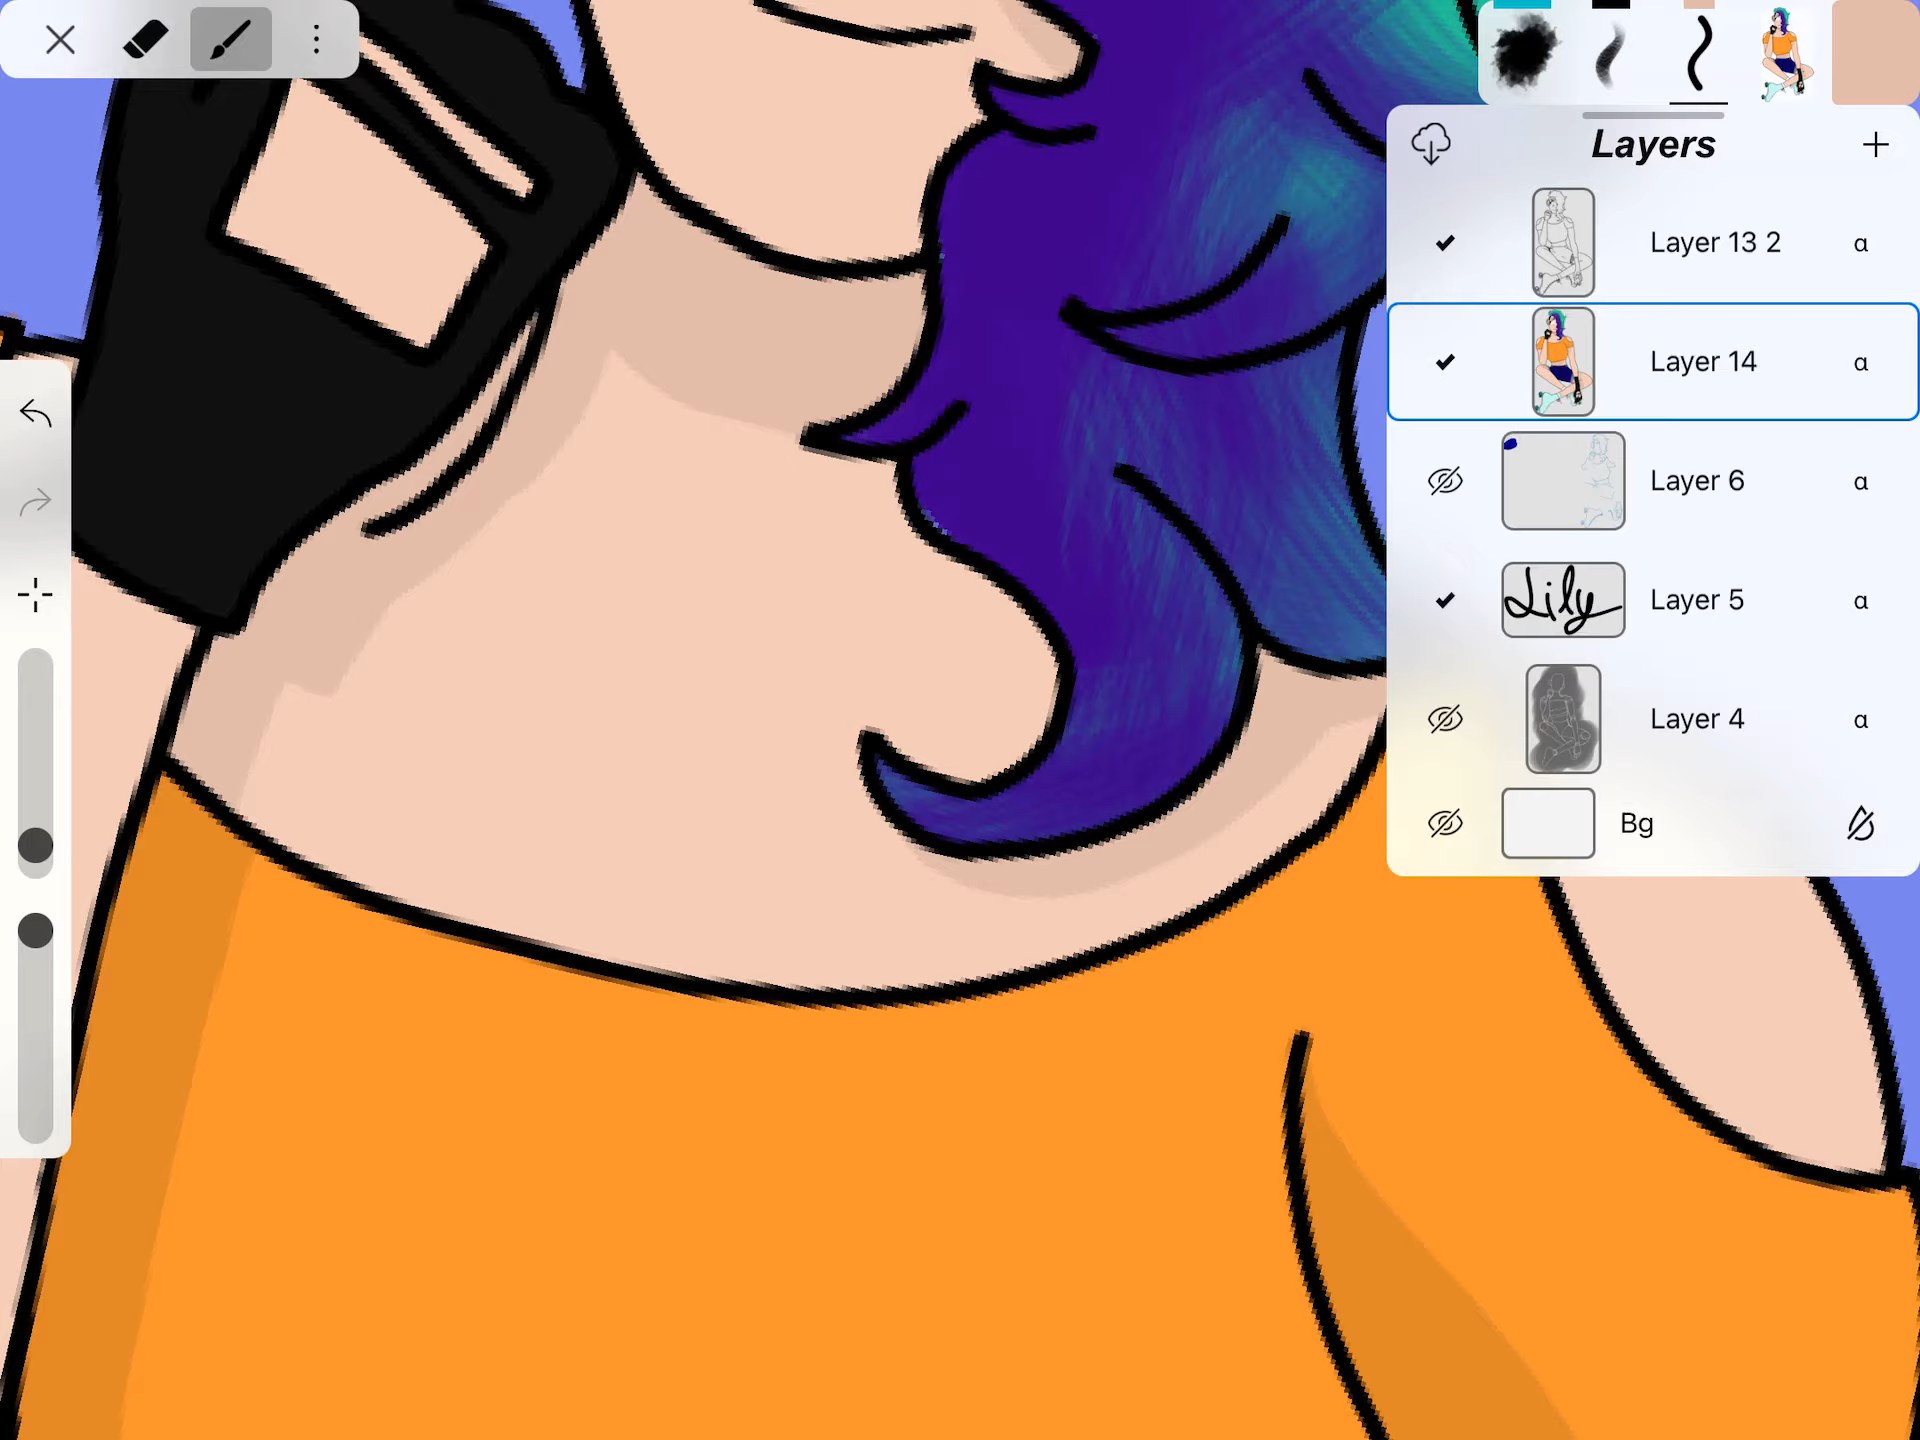 Layers
Layer 13 2
α
Layer 14
α
Layer 6
α
Lily
Layer 5
α
Layer 4
α
Bg